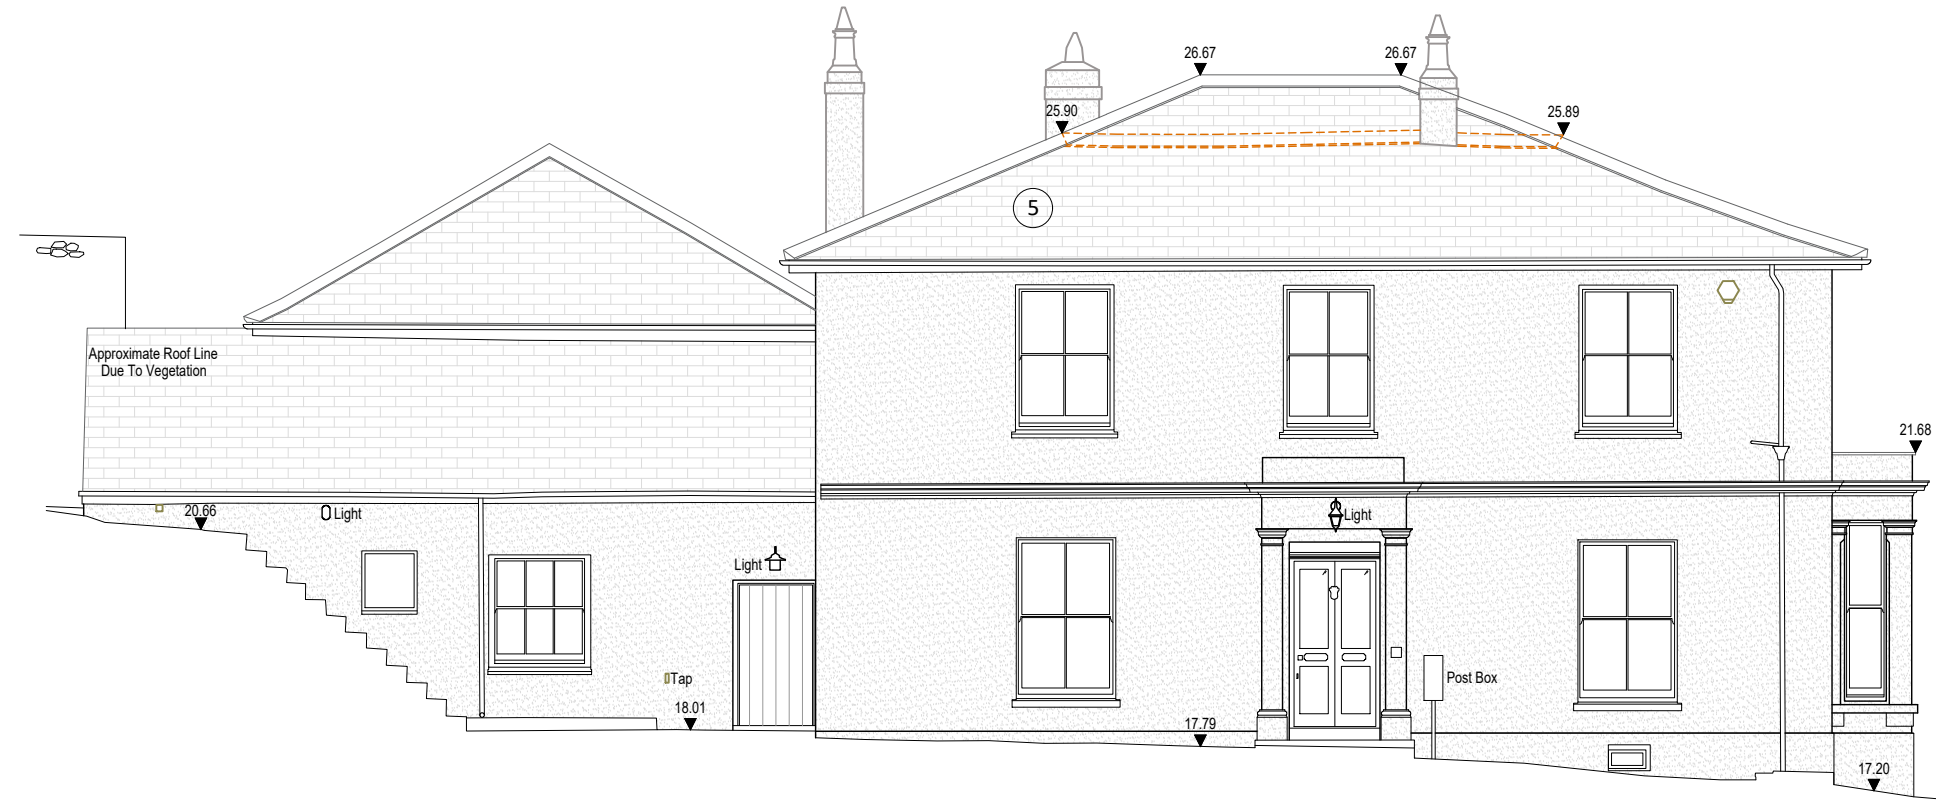 26.67
26.67
25.90
25.89
5
Approximate Roof Line
Due To Vegetation
21.68
20.66
Light
Light
Light
Tap
Post Box
18.01
17.79
17.20